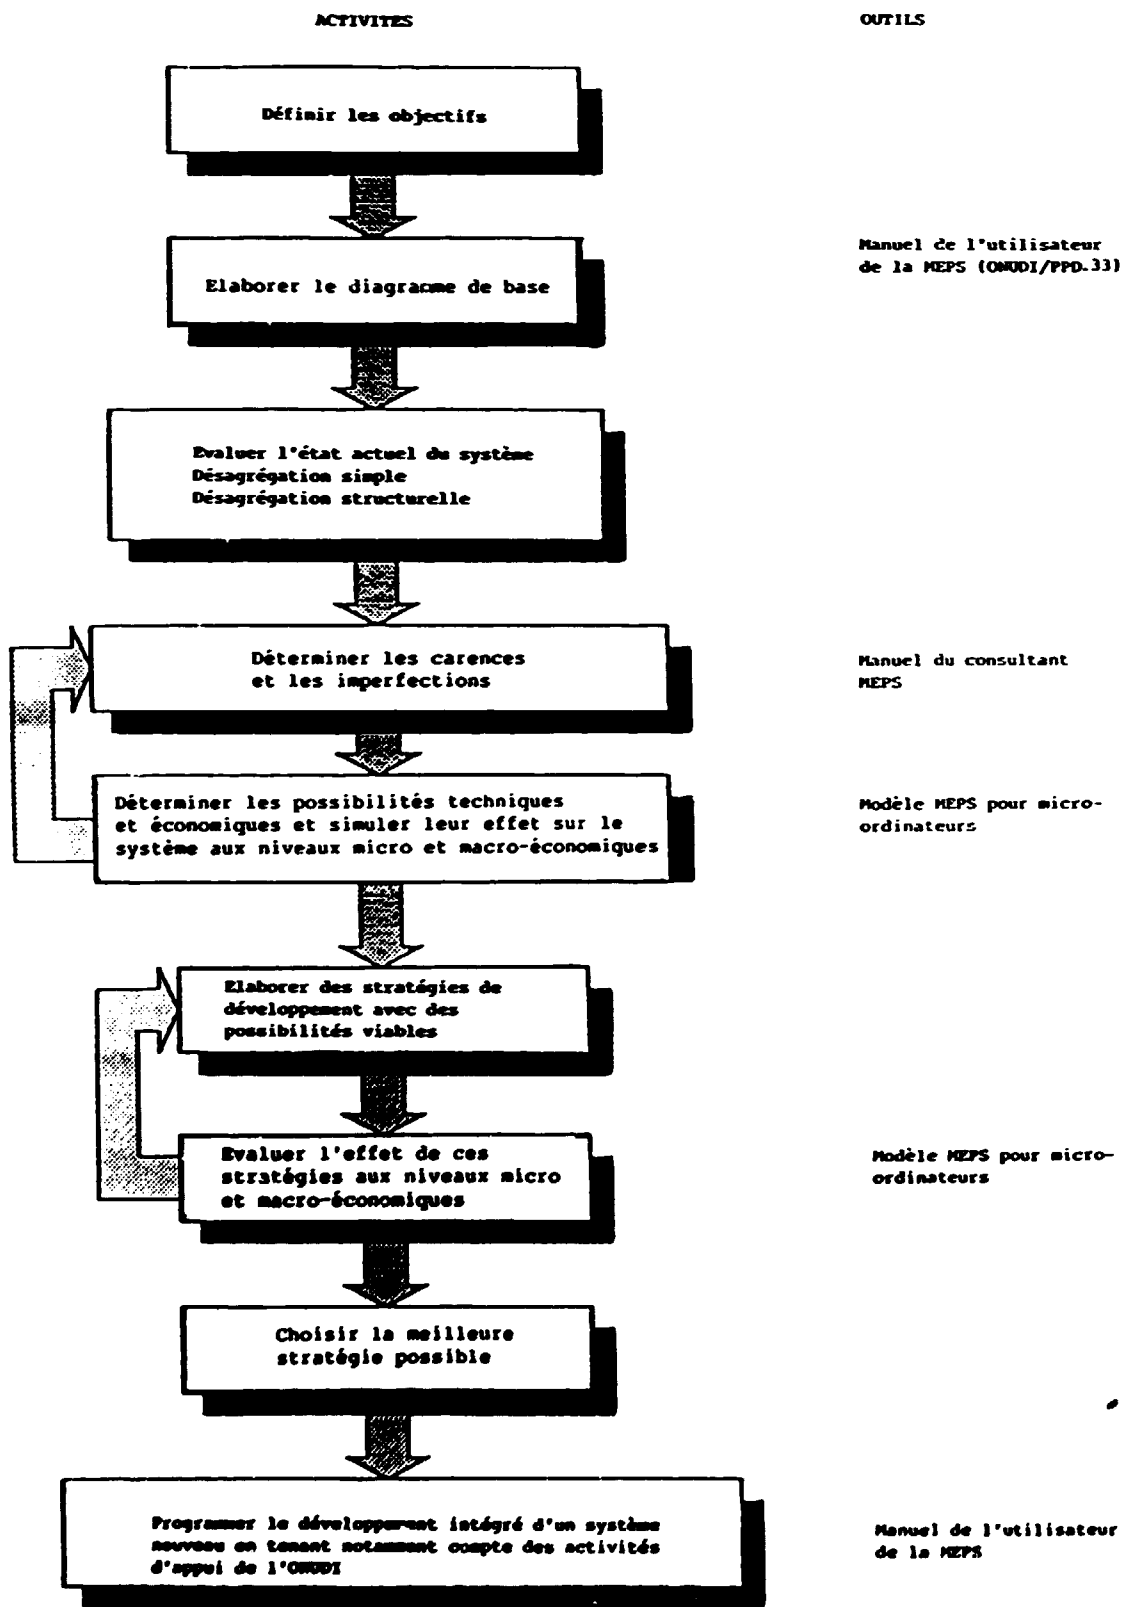 ACTIVITES
OUTILS
Définir les objectifs
Elaborer le diagramme de base
Manuel de l'utilisateur
de la MEPS (ONUDI/PPD.33)
Evaluer l'état actuel du système
Désagrégation simple
Désagrégation structurelle
Déterminer les carences
et les imperfections
Manuel du consultant
MEPS
Déterminer les possibilités techniques
et économiques et simuler leur effet sur le
système aux niveaux micro et macro-économiques
Modèle MEPS pour micro-
ordinateurs
Elaborer des stratégies de
développement avec des
possibilités viables
Evaluer l'effet de ces
stratégies aux niveaux micro
et macro-économiques
Modèle MEPS pour micro-
ordinateurs
Choisir la meilleure
stratégie possible
Programmer le développement intégré d'un système
nouveau en tenant notamment compte des activités
d'appui de l'ONUDI
Manuel de l'utilisateur
de la MEPS